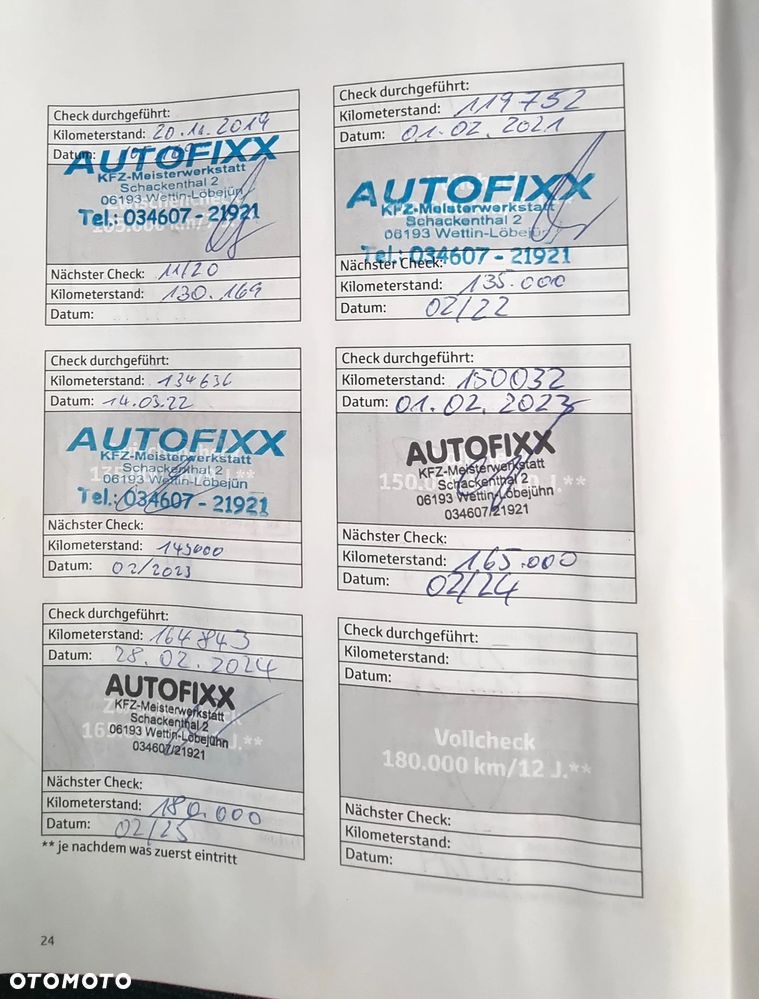 Check durchgeführt:
Kilometerstand: 20.11.2019
Datum:
AUTOFIXX
KFZ-Meisterwerkstatt
Schackenthal 2
06193 Wettin-Löbejün
Tel.: 034607 - 21921
Nächster Check: 11/20
Kilometerstand: 130.169
Datum:
Check durchgeführt:
Kilometerstand: 119752
Datum: 01.02.2021
AUTOFIXX
KFZ-Meisterwerkstatt
Schackenthal 2
06193 Wettin-Löbejün
Tel.: 034607 - 21921
Nächster Check:
Kilometerstand: 135.000
Datum: 02/22
Check durchgeführt:
Kilometerstand: 134636
Datum: 14.03.22
AUTOFIXX
KFZ-Meisterwerkstatt
Schackenthal 2
06193 Wettin-Löbejün
Tel.: 034607 - 21921
Nächster Check:
Kilometerstand: 145000
Datum: 02/2023
Check durchgeführt:
Kilometerstand: 150032
Datum: 01.02.2023
AUTOFIXX
KFZ-Meisterwerkstatt
Schackenthal 2
06193 Wettin-Löbejühn
034607/21921
Nächster Check:
Kilometerstand: 165.000
Datum: 02/24
Check durchgeführt:
Kilometerstand: 164843
Datum: 28.02.2024
AUTOFIXX
KFZ-Meisterwerkstatt
Schackenthal 2
06193 Wettin-Löbejühn
034607/21921
Nächster Check:
Kilometerstand: 180.000
Datum: 02/25
Check durchgeführt:
Kilometerstand:
Datum:
Vollcheck
180.000 km/12 J.**
Nächster Check:
Kilometerstand:
Datum:
** je nachdem was zuerst eintritt
24
OTOMOTO